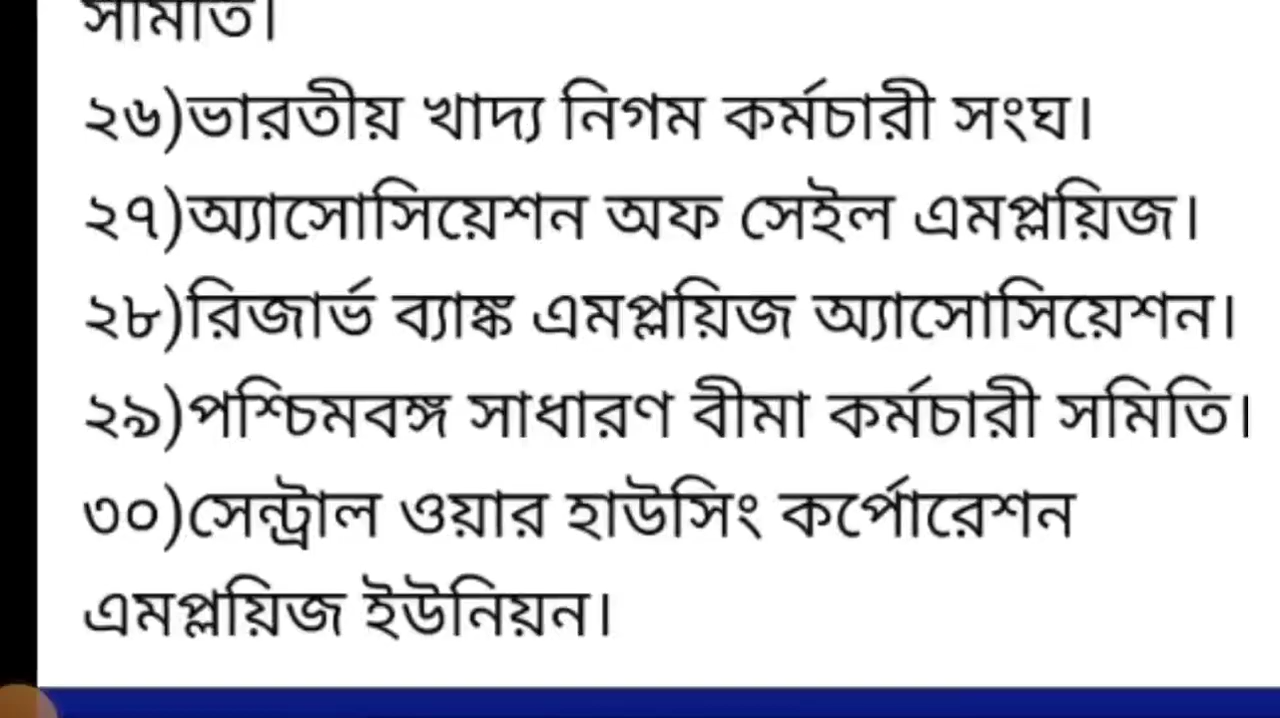 সমিতি।
২৬)ভারতীয় খাদ্য নিগম কর্মচারী সংঘ।
২৭)অ্যাসোসিয়েশন অফ সেইল এমপ্লয়িজ।
২৮)রিজার্ভ ব্যাঙ্ক এমপ্লয়িজ অ্যাসোসিয়েশন।
২৯)পশ্চিমবঙ্গ সাধারণ বীমা কর্মচারী সমিতি।
৩০)সেন্ট্রাল ওয়ার হাউসিং কর্পোরেশন
এমপ্লয়িজ ইউনিয়ন।